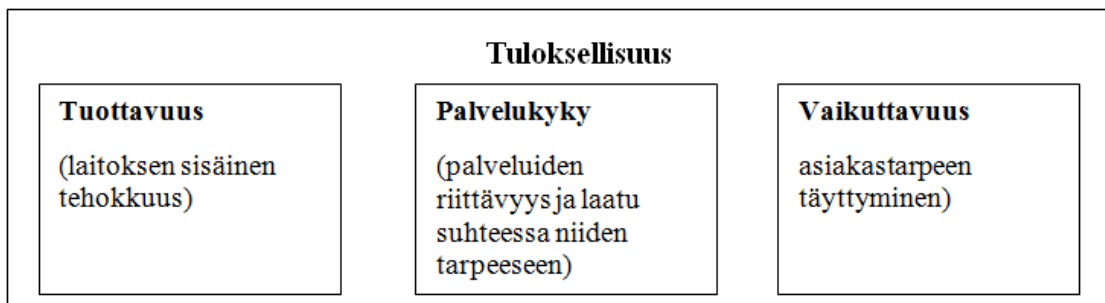 Tuloksellisuus
Tuottavuus
(laitoksen sisäinen
tehokkuus)
Palvelukyky
(palveluiden
riittävyys ja laatu
suhteessa niiden
tarpeeseen)
Vaikuttavuus
asiakastarpeen
täyttyminen)